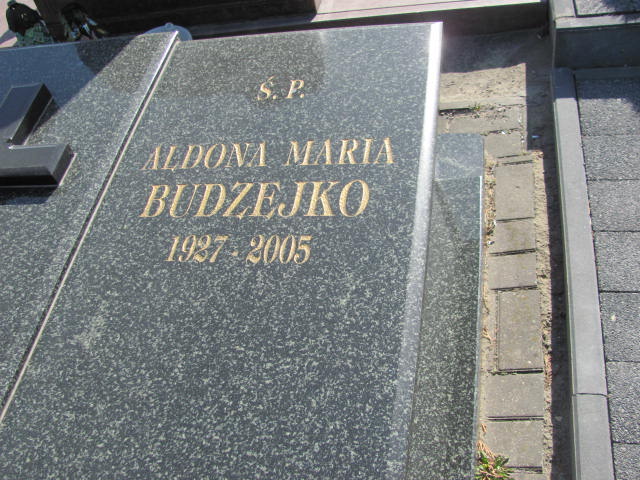 Ś. P.
ALDONA MARIA
BUDZEJKO
1927 - 2005